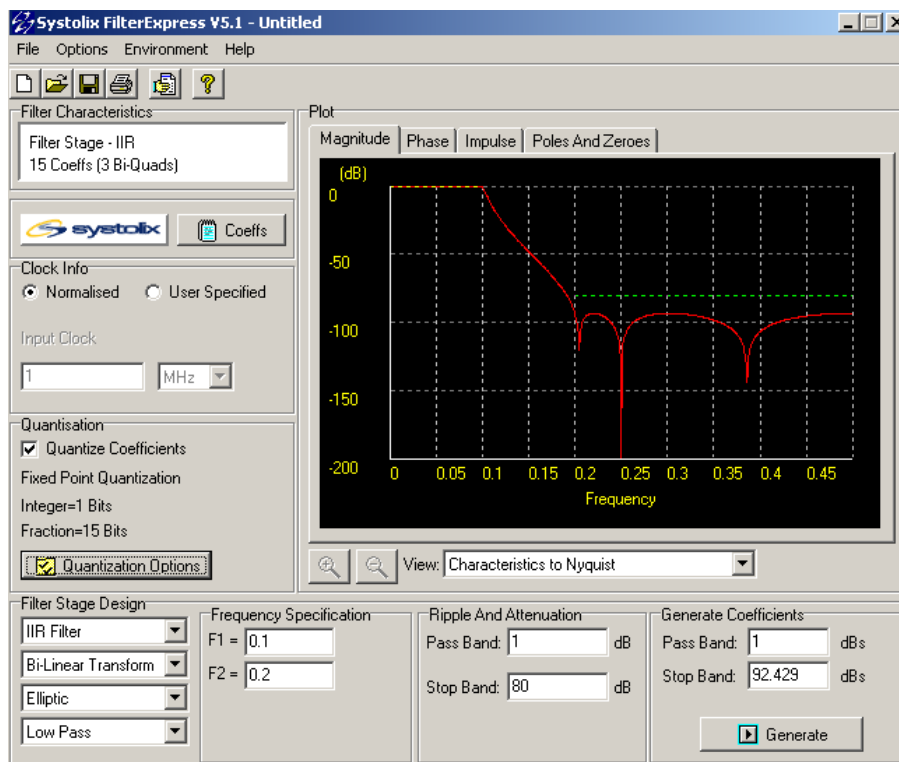 Systolix FilterExpress V5.1 - Untitled
File Options Environment Help
Filter Characteristics
Filter Stage - IIR
15 Coeffs (3 Bi-Quads)
systolix
Coeffs
Clock Info
Normalised User Specified
Input Clock
1 MHz
Quantisation
Quantize Coefficients
Fixed Point Quantization
Integer=1 Bits
Fraction=15 Bits
Quantization Options
Plot
Magnitude Phase Impulse Poles And Zeroes
(dB)
0
-50
-100
-150
-200
0 0.05 0.1 0.15 0.2 0.25 0.3 0.35 0.4 0.45
Frequency
View: Characteristics to Nyquist
Filter Stage Design
IIR Filter
Bi-Linear Transform
Elliptic
Low Pass
Frequency Specification
F1 = 0.1
F2 = 0.2
Ripple And Attenuation
Pass Band: 1 dB
Stop Band: 80 dB
Generate Coefficients
Pass Band: 1 dBs
Stop Band: 92.429 dBs
Generate